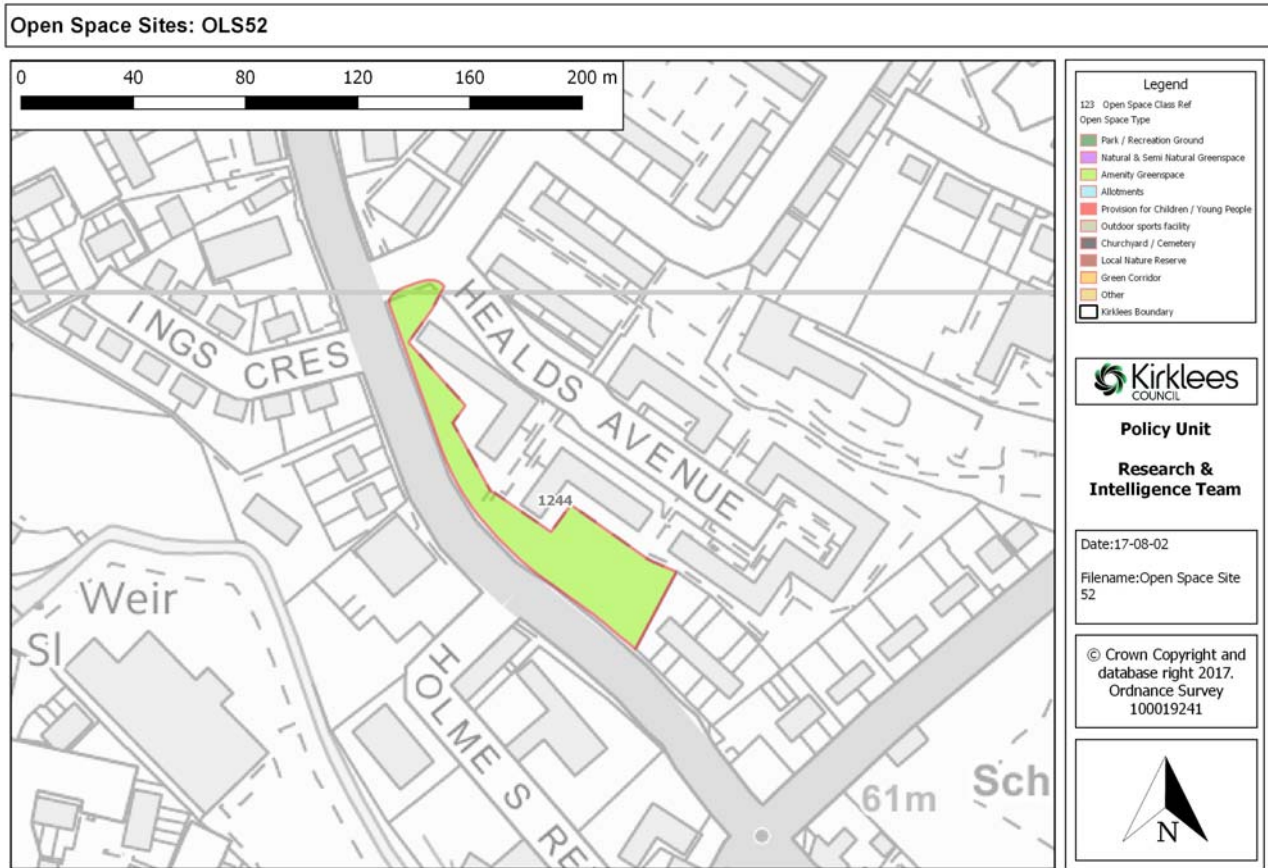 Open Space Sites: OLS52
0 40 80 120 160 200 m
INGS CRES
HEALDS AVENUE
1244
Weir
Sl
HOLMES RE
61m
Sch
Legend
123 Open Space Class Ref
Open Space Type
Park / Recreation Ground
Natural & Semi Natural Greenspace
Amenity Greenspace
Allotments
Provision for Children / Young People
Outdoor sports facility
Churchyard / Cemetery
Local Nature Reserve
Green Corridor
Other
Kirklees Boundary
Kirklees
COUNCIL
Policy Unit
Research &
Intelligence Team
Date:17-08-02
Filename:Open Space Site
52
© Crown Copyright and
database right 2017.
Ordnance Survey
100019241
N